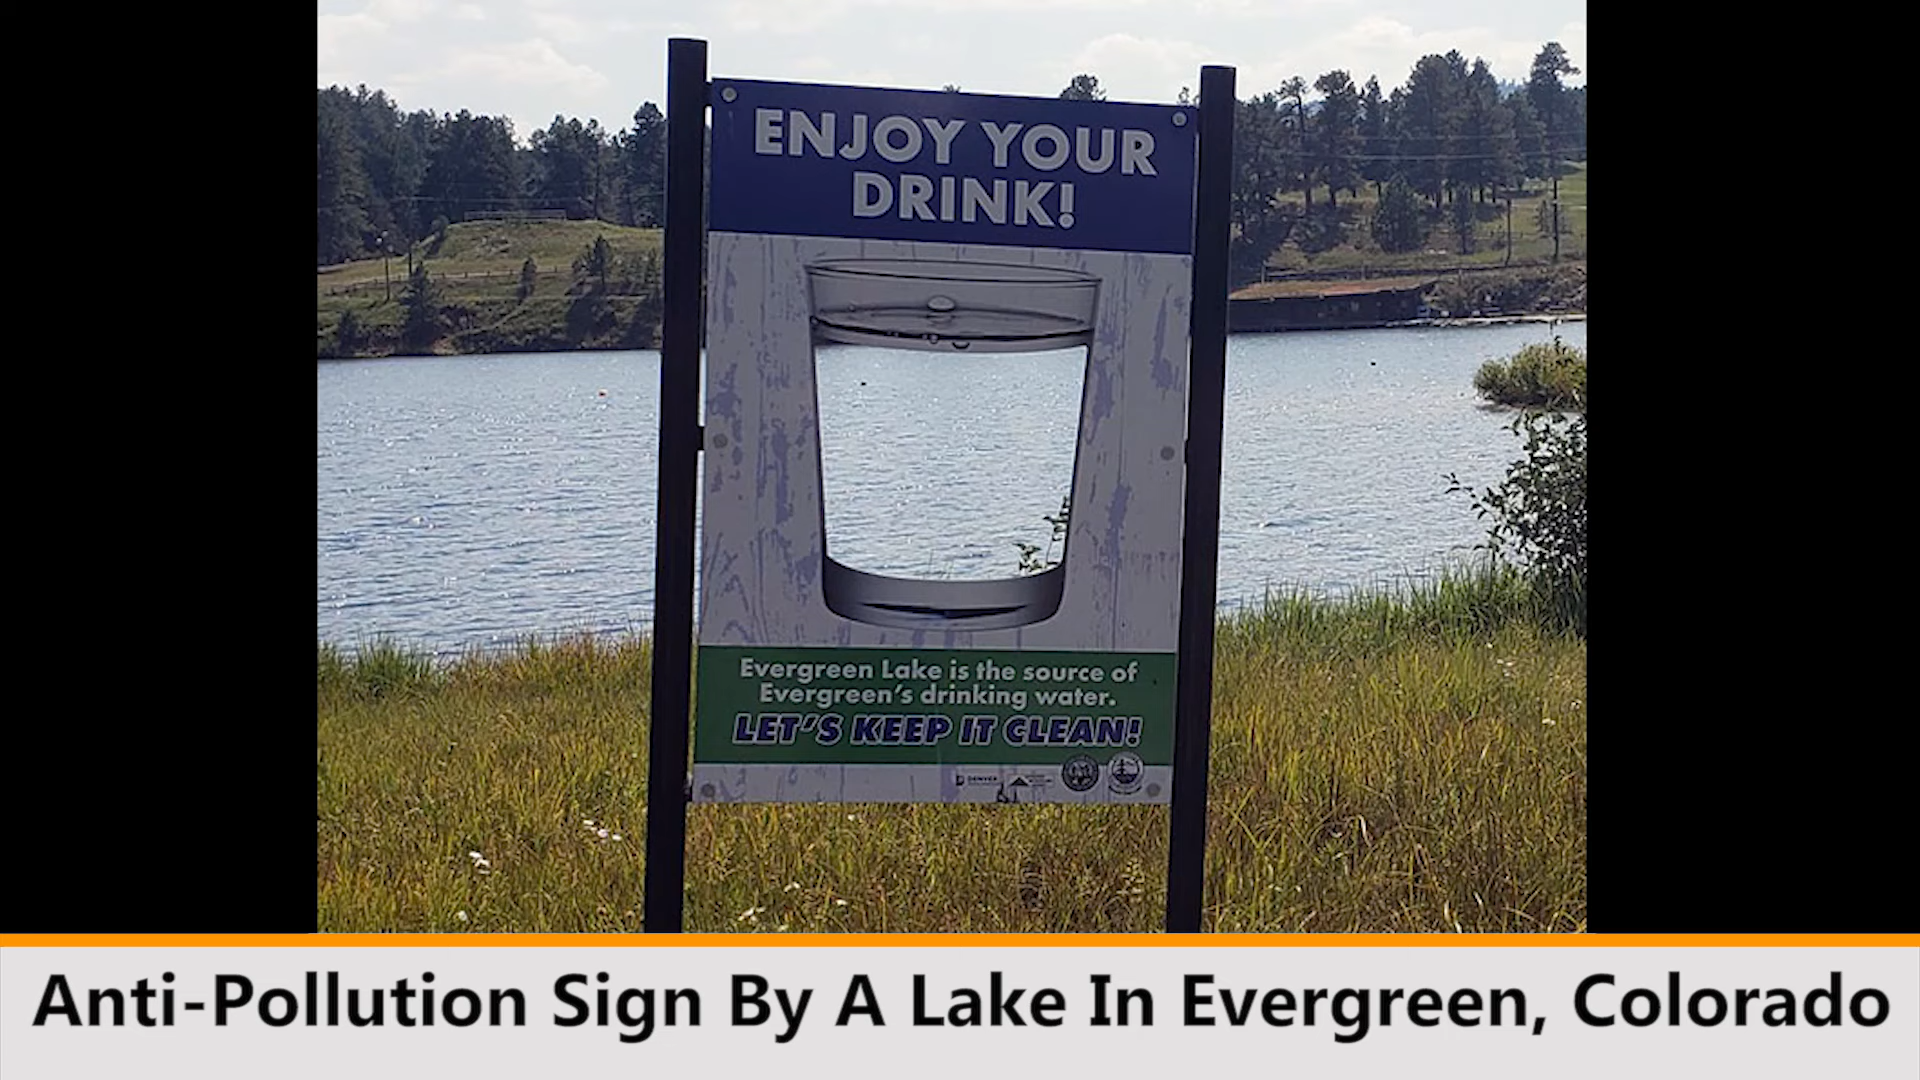 ENJOY YOUR
DRINK!
Evergreen Lake is the source of
Evergreen's drinking water.
LET'S KEEP IT CLEAN!
DENVER
Anti-Pollution Sign By A Lake In Evergreen, Colorado